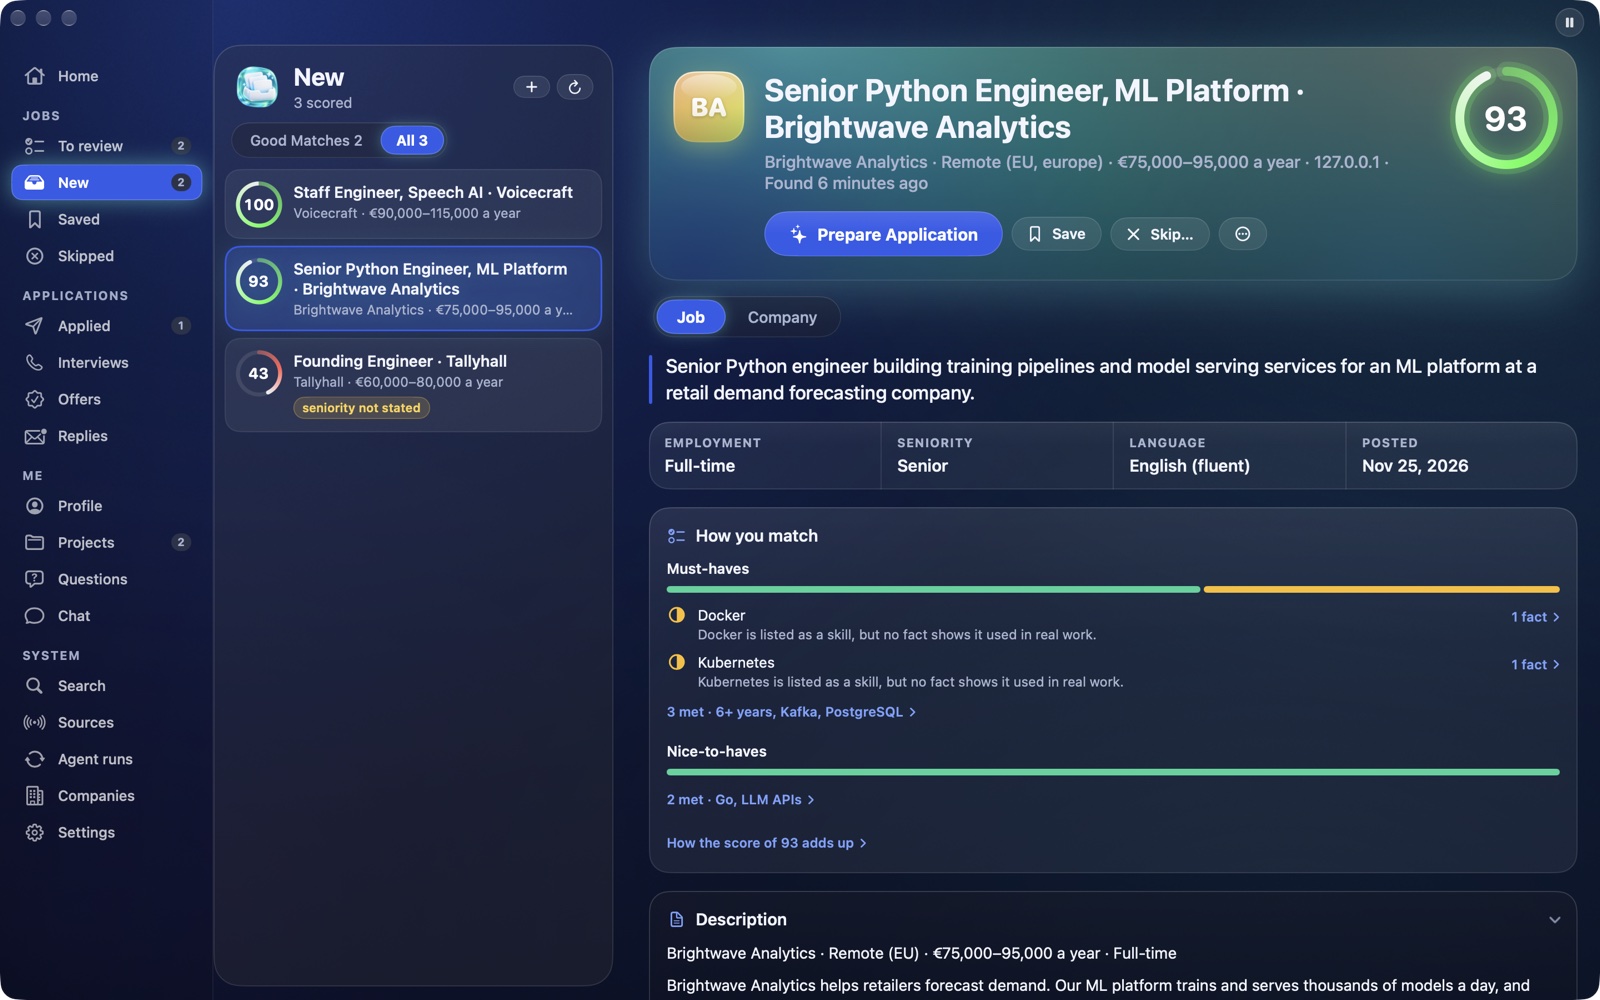 Home
JOBS
To review 2
New 2
Saved
Skipped
APPLICATIONS
Applied 1
Interviews
Offers
Replies
ME
Profile
Projects 2
Questions
Chat
SYSTEM
Search
Sources
Agent runs
Companies
Settings
New
3 scored
Good Matches 2 All 3
100
Staff Engineer, Speech AI · Voicecraft
Voicecraft · €90,000–115,000 a year
93
Senior Python Engineer, ML Platform
· Brightwave Analytics
Brightwave Analytics · €75,000–95,000 a y...
43
Founding Engineer · Tallyhall
Tallyhall · €60,000–80,000 a year
seniority not stated
BA
Senior Python Engineer, ML Platform ·
Brightwave Analytics
Brightwave Analytics · Remote (EU, europe) · €75,000–95,000 a year · 127.0.0.1 ·
Found 6 minutes ago
93
Prepare Application Save Skip...
Job Company
Senior Python engineer building training pipelines and model serving services for an ML platform at a
retail demand forecasting company.
EMPLOYMENT
Full-time
SENIORITY
Senior
LANGUAGE
English (fluent)
POSTED
Nov 25, 2026
How you match
Must-haves
Docker 1 fact
Docker is listed as a skill, but no fact shows it used in real work.
Kubernetes 1 fact
Kubernetes is listed as a skill, but no fact shows it used in real work.
3 met · 6+ years, Kafka, PostgreSQL
Nice-to-haves
2 met · Go, LLM APIs
How the score of 93 adds up
Description
Brightwave Analytics · Remote (EU) · €75,000–95,000 a year · Full-time
Brightwave Analytics helps retailers forecast demand. Our ML platform trains and serves thousands of models a day, and